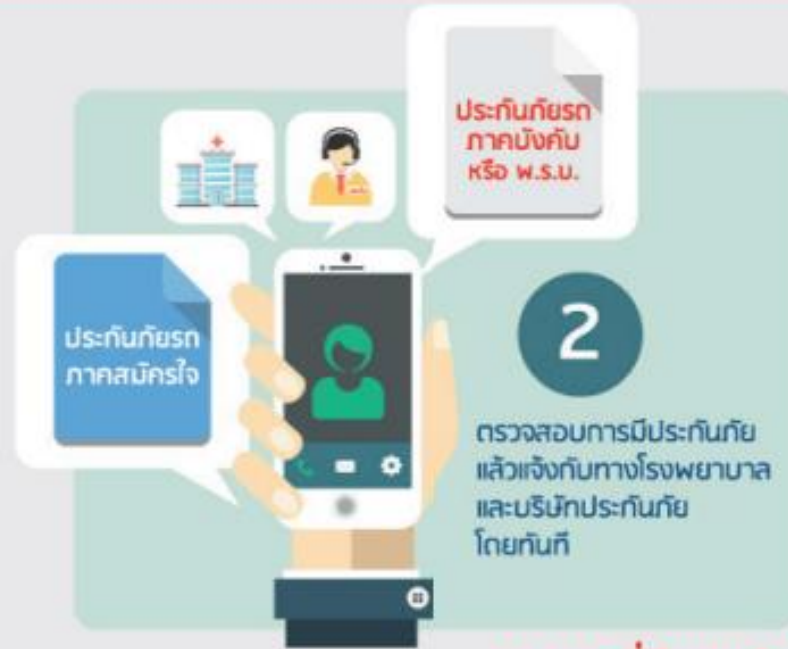 ประกันภัยรถ
ภาคบังคับ
หรือ พ.ร.บ.
ประกันภัยรถ
ภาคสมัครใจ
2
ตรวจสอบการมีประกันภัย
แล้วแจ้งกับทางโรงพยาบาล
และบริษัทประกันภัย
โดยทันที